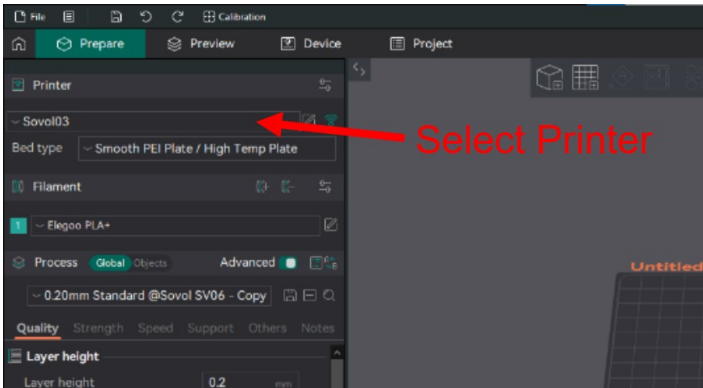 File Calibration
Prepare Preview Device Project
Printer
Sovol03
Select Printer
Bed type Smooth PEI Plate / High Temp Plate
Filament
1 Elegoo PLA+
Process Global Objects Advanced
0.20mm Standard @Sovol SV06 - Copy
Untitled
Quality Strength Speed Support Others Notes
Layer height
Layer height 0.2 mm